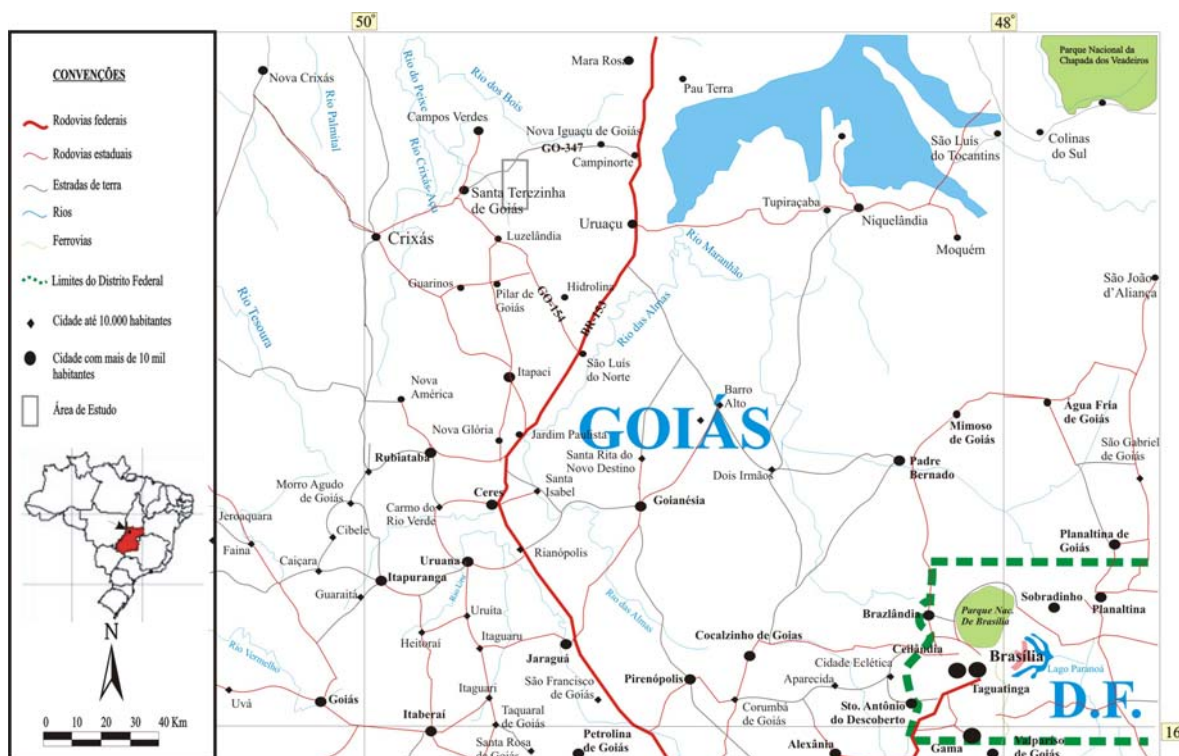 50°
48°
CONVENÇÕES
Rodovias federais
Rodovias estaduais
Estradas de terra
Rios
Ferrovias
Limites do Distrito Federal
Cidade até 10.000 habitantes
Cidade com mais de 10 mil
habitantes
Área de Estudo
N
0 10 20 30 40 Km
Nova Crixás
Rio Palmital
Rio do Peixe
Rio dos Bois
Mara Rosa
Pau Terra
Parque Nacional da
Chapada dos Veadeiros
Campos Verdes
Nova Iguaçu de Goiás
GO-347
Campinorte
São Luís
do Tocantins
Colinas
do Sul
Rio Crixás-Açu
Santa Terezinha
de Goiás
Tupiraçaba
Niquelândia
Uruaçu
Crixás
Luzelândia
Rio Maranhão
Moquém
São João
d'Aliança
Guarinos
Pilar de
Goiás
Hidrolina
GO-154
BR-153
Rio das Almas
Rio Tesoura
São Luís
do Norte
Itapaci
Nova
América
Barro
Alto
GOIÁS
Mimoso
de Goiás
Água Fria
de Goiás
Nova Glória
Jardim Paulista
Rubiataba
Santa Rita do
Novo Destino
Dois Irmãos
Padre
Bernado
São Gabriel
de Goiás
Morro Agudo
de Goiás
Santa
Isabel
Ceres
Carmo do
Rio Verde
Goianésia
Jeroaquara
Faina
Cibele
Caiçara
Rianópolis
Planaltina de
Goiás
Uruana
Itapuranga
Guaraitá
Rio Uru
Rio das Almas
Uruíta
Heitoraí
Itaguaru
Brazlândia
Parque Nac.
De Brasília
Sobradinho
Planaltina
Rio Vermelho
Jaraguá
Cocalzinho de Goias
Ceilândia
Brasília
Lago Paranoá
Cidade Eclética
Aparecida
Taguatinga
São Francisco
de Goiás
Pirenópolis
Itaguari
Uvá
Goiás
Corumbá
de Goiás
Sto. Antônio
do Descoberto
D.F.
Taquaral
de Goiás
Itaberaí
Santa Rosa
de Goiás
Petrolina
de Goiás
Alexânia
Gama
Valparíso
de Goiás
16